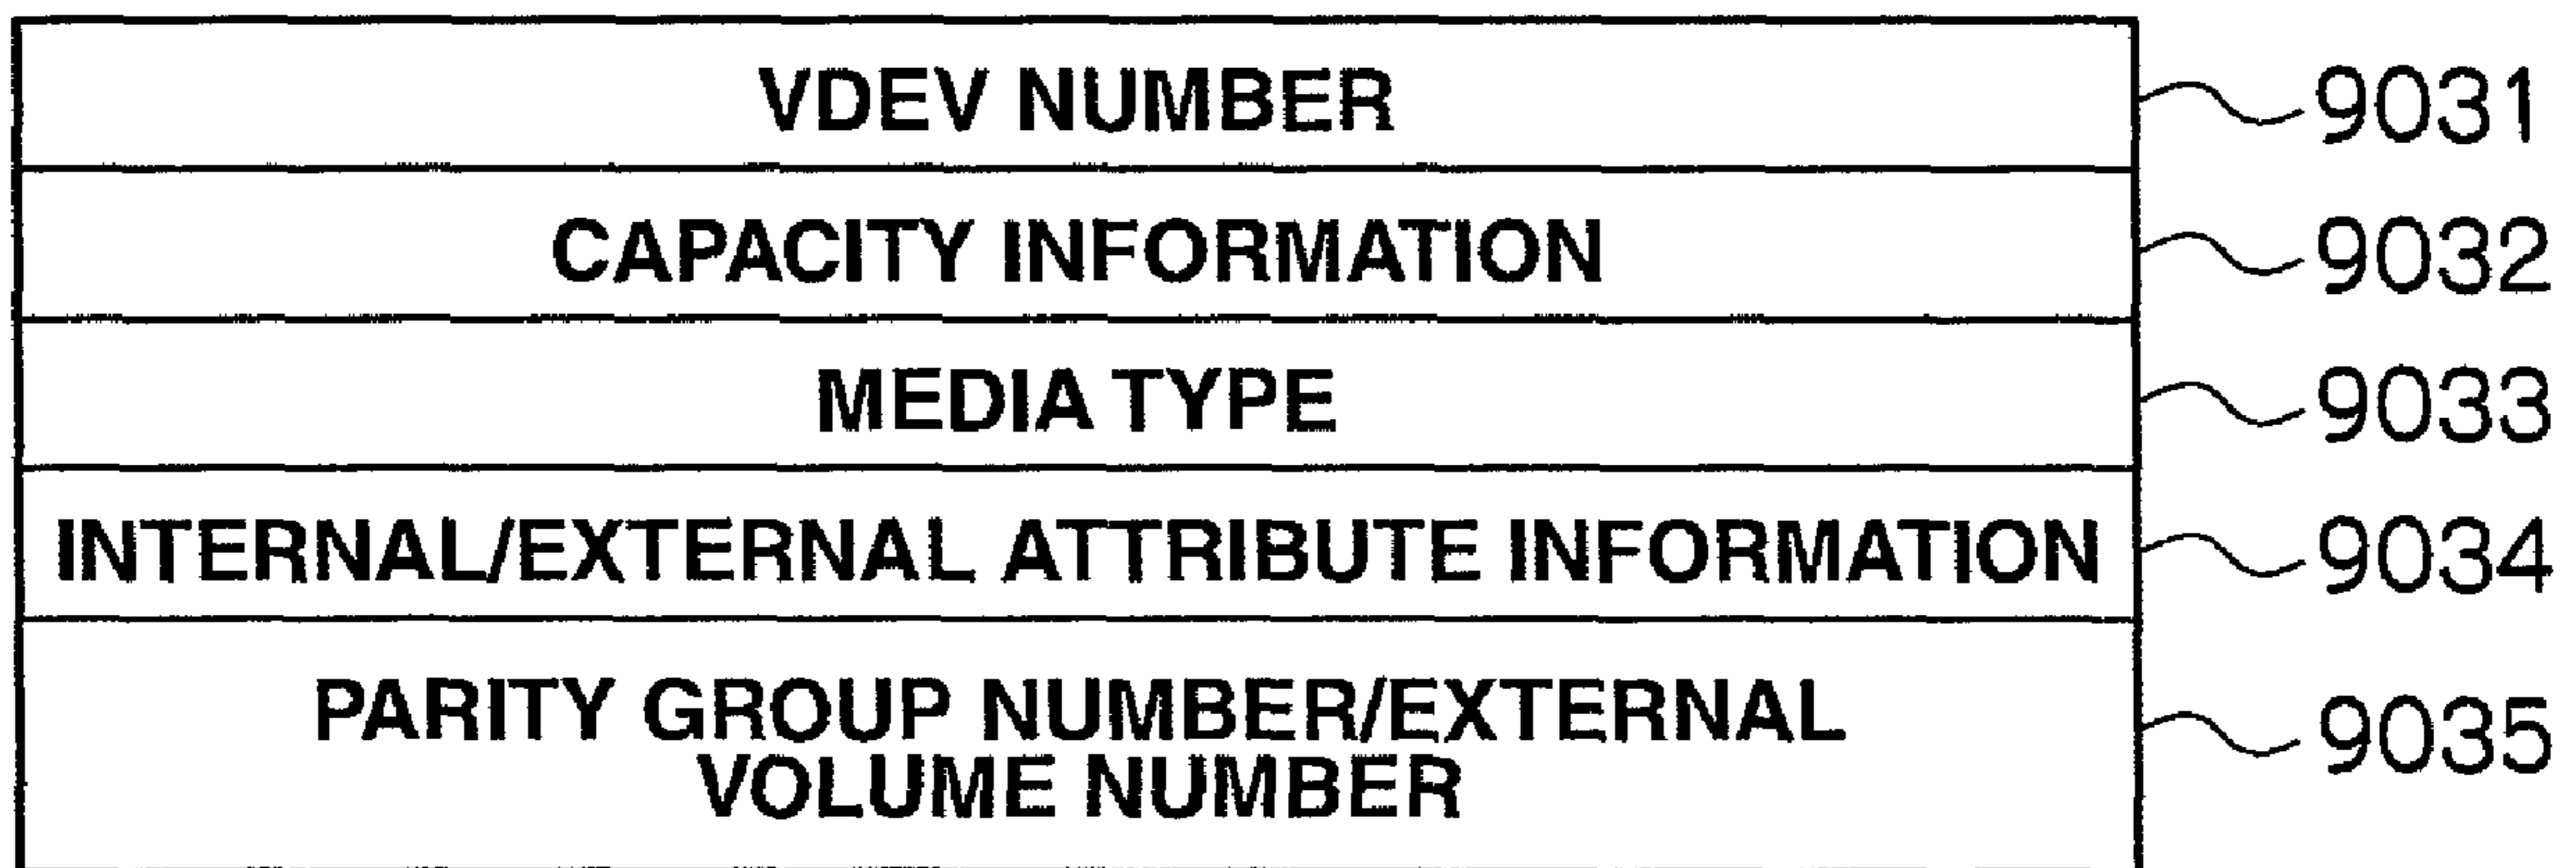 VDEV NUMBER 9031
CAPACITY INFORMATION 9032
MEDIA TYPE 9033
INTERNAL/EXTERNAL ATTRIBUTE INFORMATION 9034
PARITY GROUP NUMBER/EXTERNAL 9035
VOLUME NUMBER